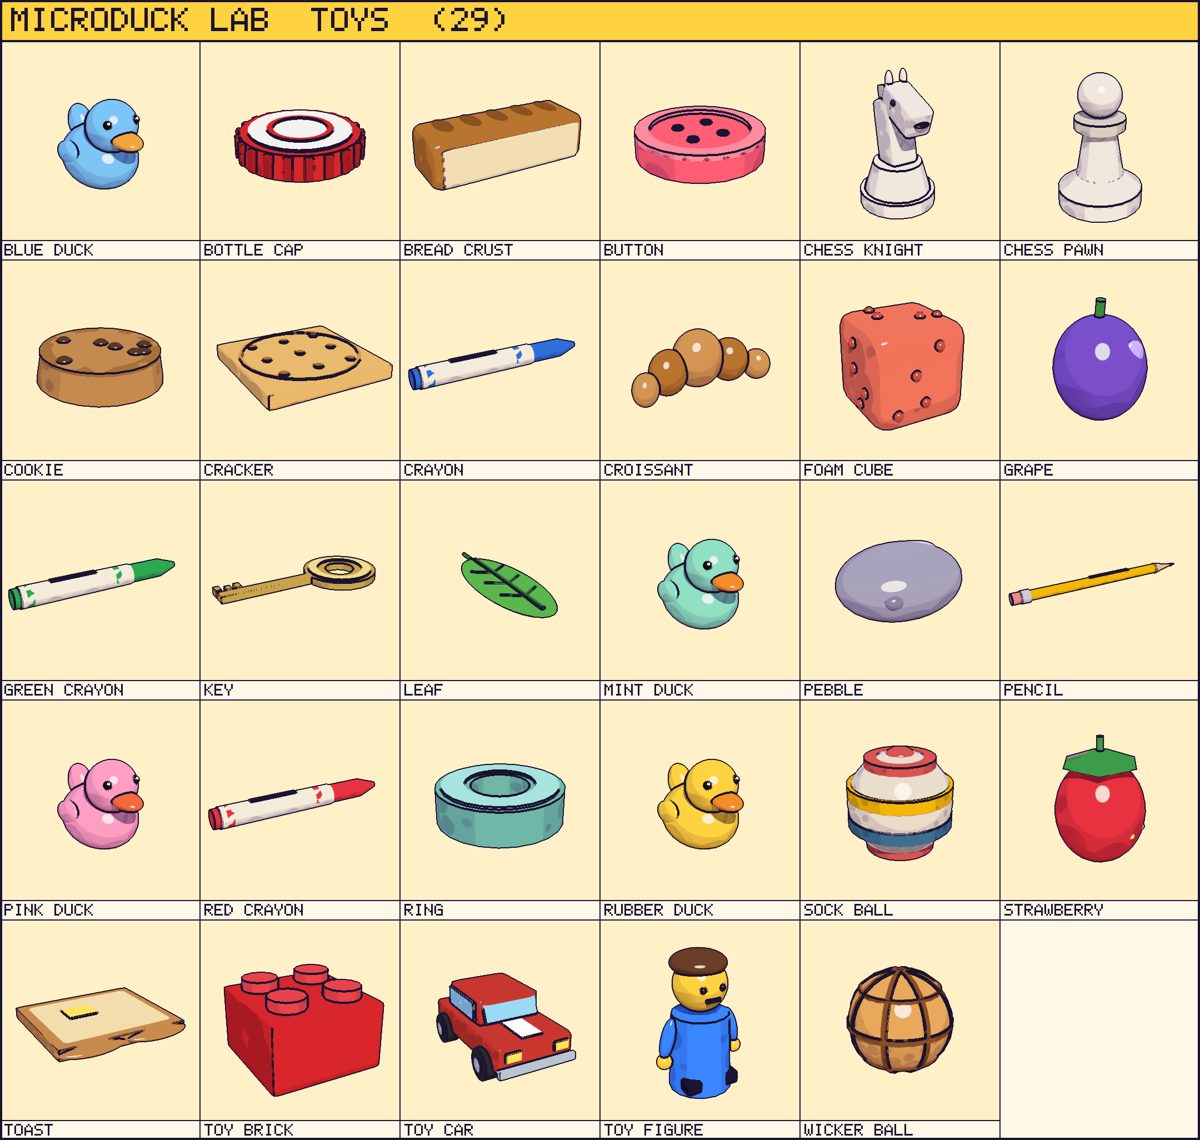 MICRODUCK LAB TOYS (29)
BLUE DUCK
BOTTLE CAP
BREAD CRUST
BUTTON
CHESS KNIGHT
CHESS PAWN
COOKIE
CRACKER
CRAYON
CROISSANT
FOAM CUBE
GRAPE
GREEN CRAYON
KEY
LEAF
MINT DUCK
PEBBLE
PENCIL
PINK DUCK
RED CRAYON
RING
RUBBER DUCK
SOCK BALL
STRAWBERRY
TOAST
TOY BRICK
TOY CAR
TOY FIGURE
WICKER BALL